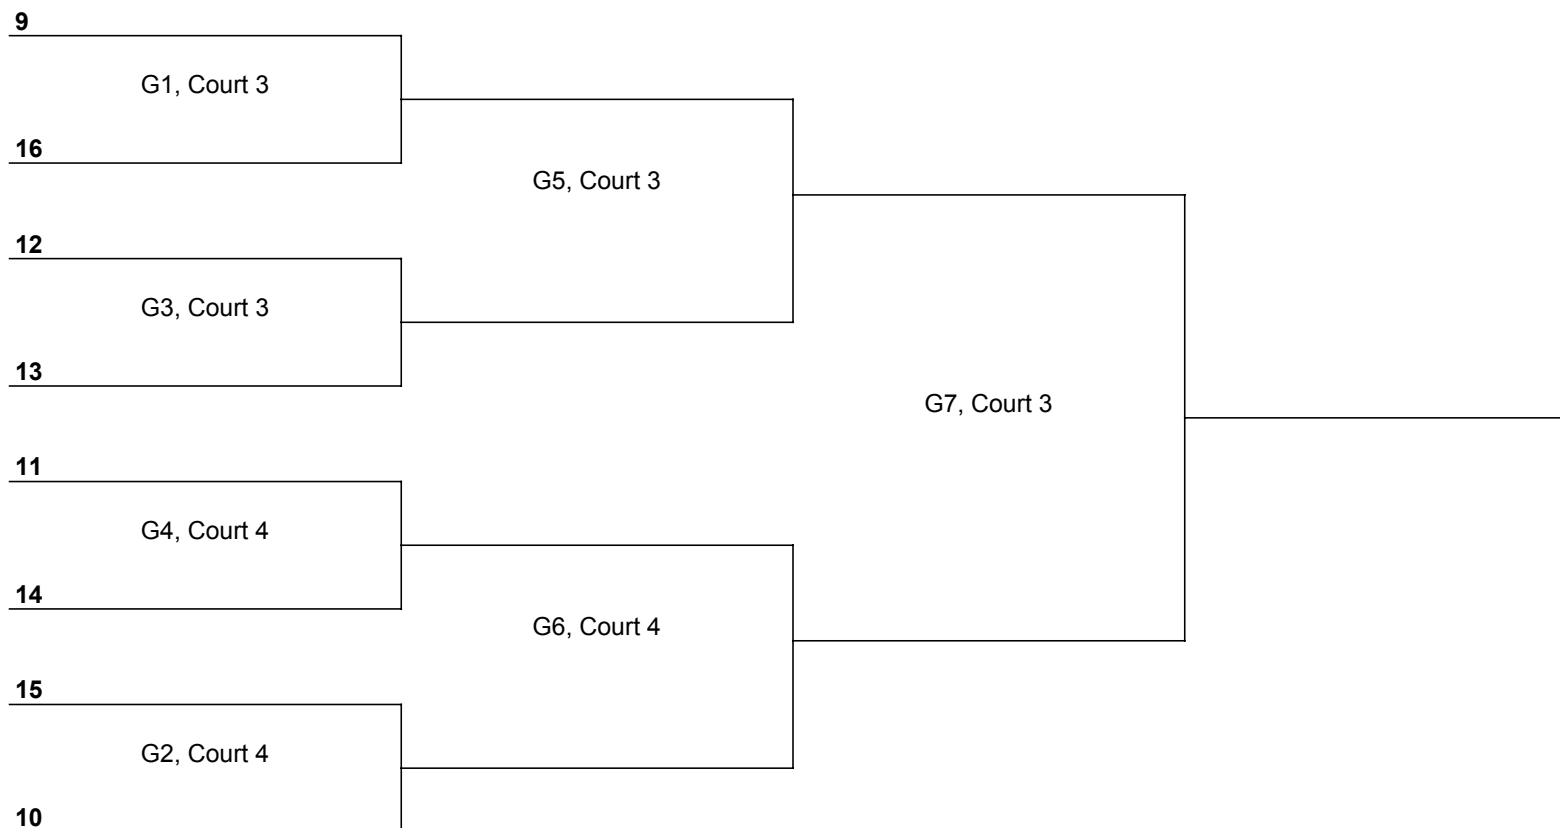 9
G1, Court 3
16
G5, Court 3
12
G3, Court 3
13
G7, Court 3
11
G4, Court 4
14
G6, Court 4
15
G2, Court 4
10